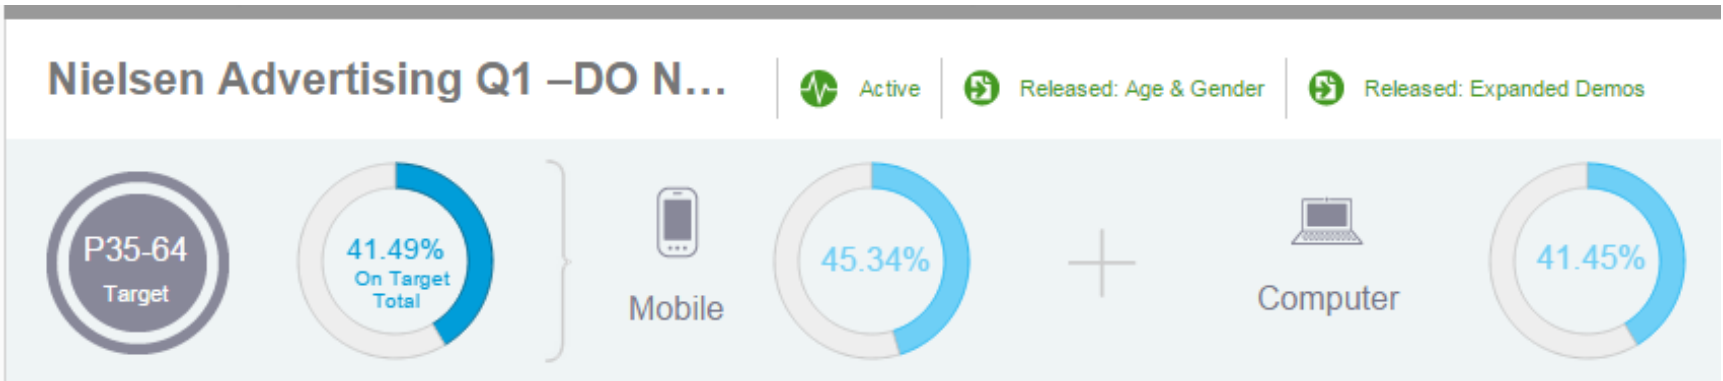 Nielsen Advertising Q1 –DO N...
Active
Released: Age & Gender
Released: Expanded Demos
P35-64
Target
41.49%
On Target
Total
Mobile
45.34%
Computer
41.45%